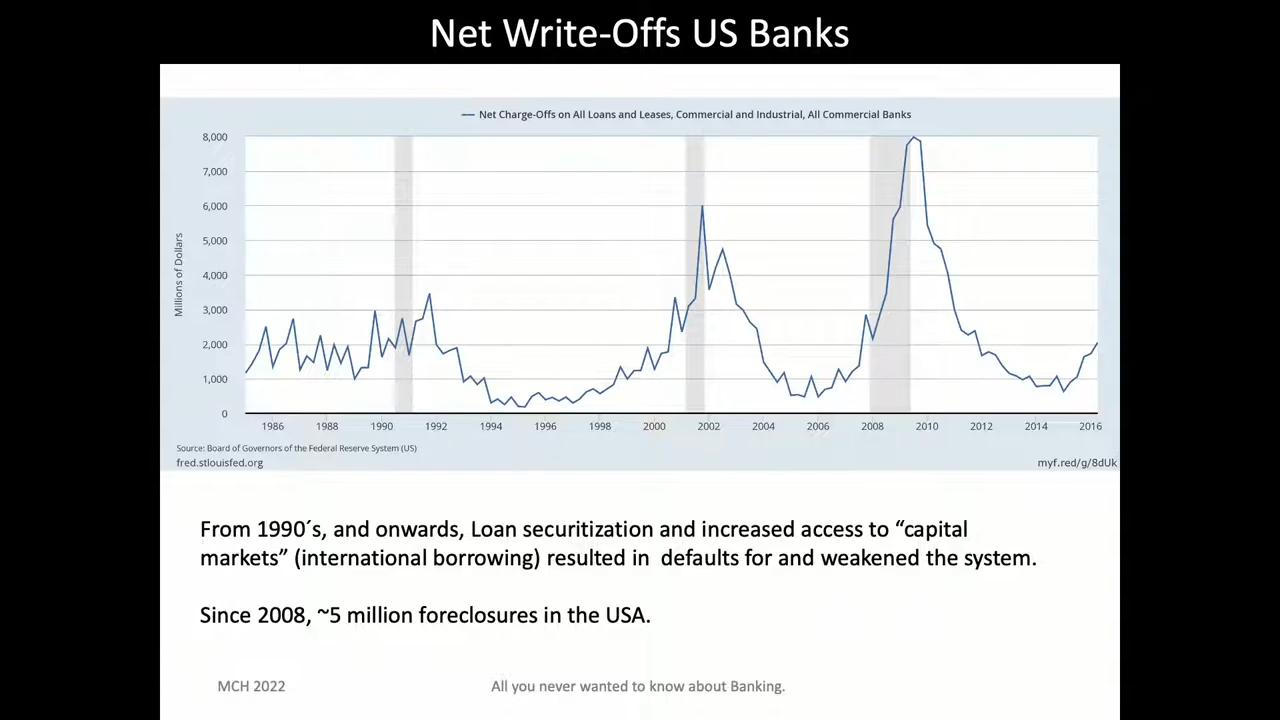 Net Write-Offs US Banks
Net Charge-Offs on All Loans and Leases, Commercial and Industrial, All Commercial Banks
8,000
7,000
6,000
5,000
4,000
3,000
2,000
1,000
0
Millions of Dollars
1986 1988 1990 1992 1994 1996 1998 2000 2002 2004 2006 2008 2010 2012 2014 2016
Source: Board of Governors of the Federal Reserve System (US)
fred.stlouisfed.org myf.red/g/8dUk
From 1990´s, and onwards, Loan securitization and increased access to “capital
markets” (international borrowing) resulted in  defaults for and weakened the system.
Since 2008, ~5 million foreclosures in the USA.
MCH 2022 All you never wanted to know about Banking.